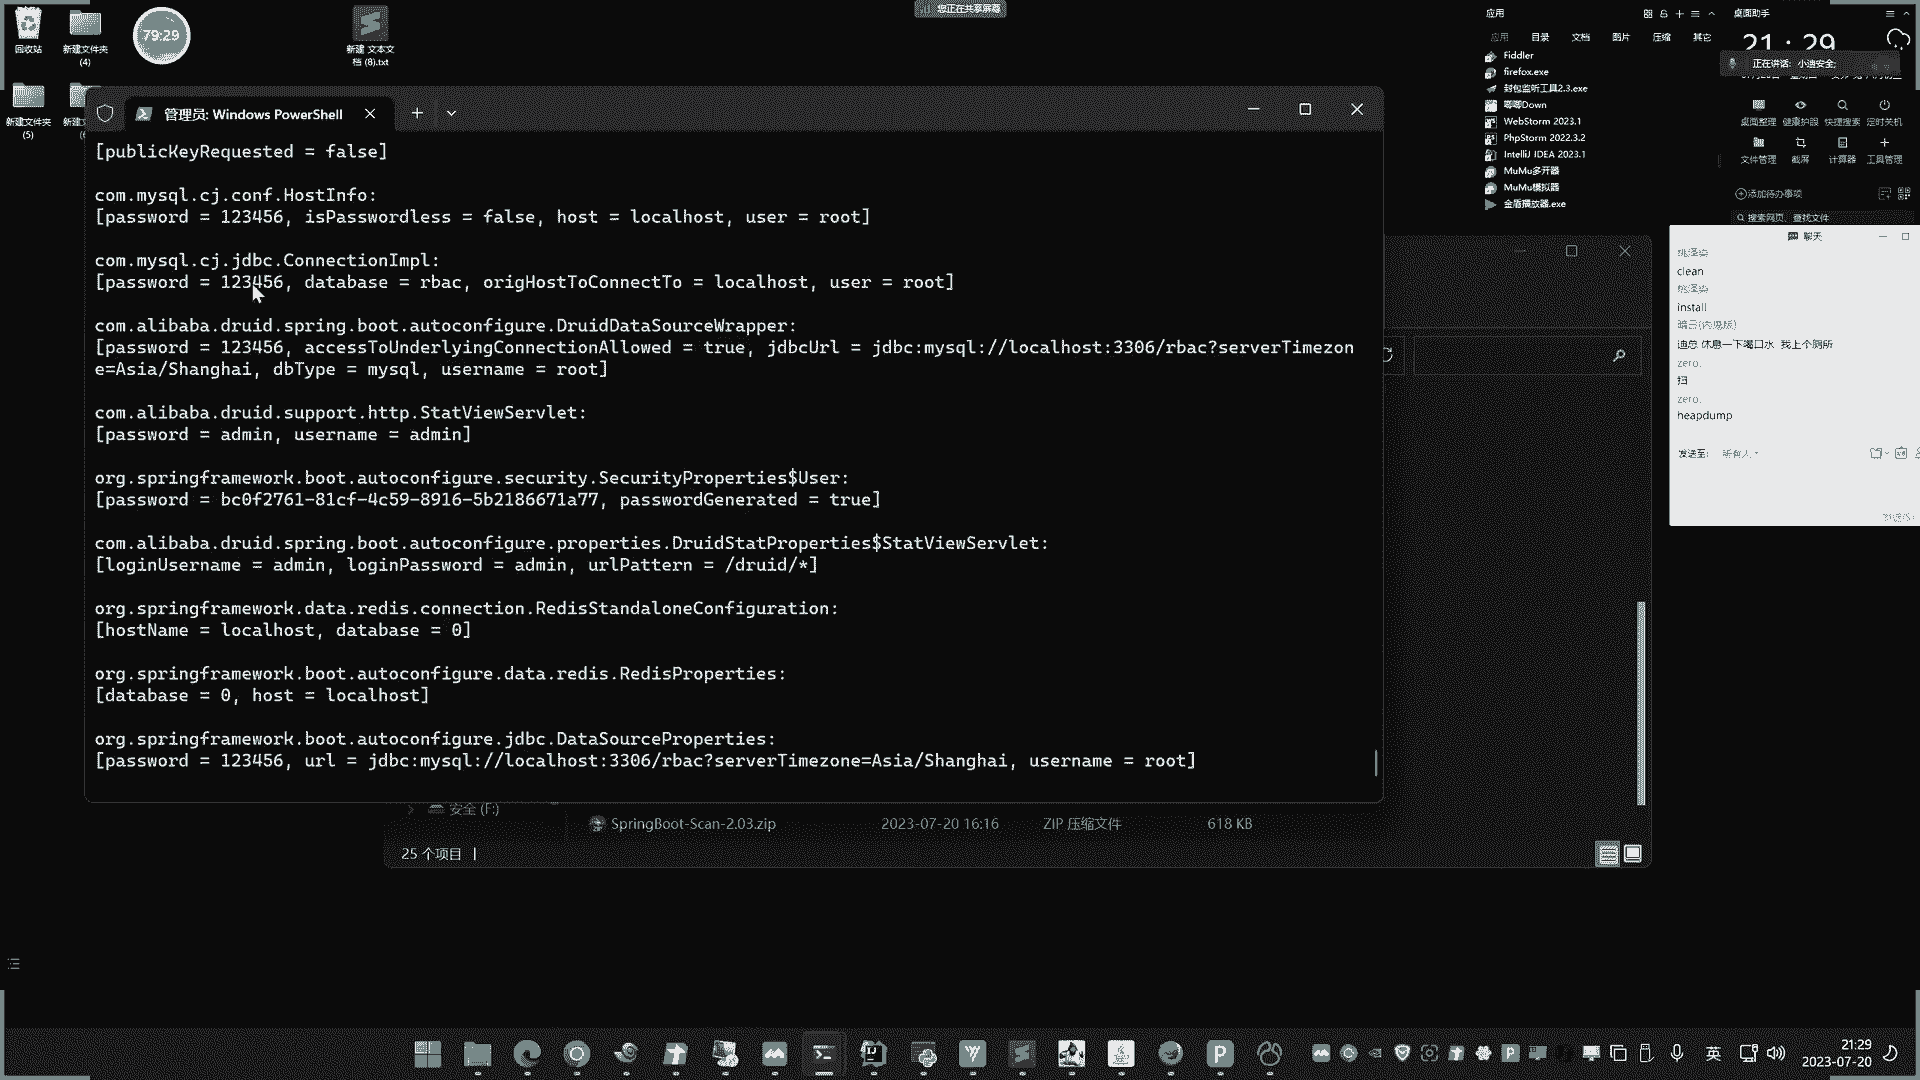 您正在共享屏幕
回收站
新建文件夹
(4)
79:29
新建 文本文
档 (8).txt
新建文件夹
(5)
应用
应用 目录 文档 图片 压缩 其它
Fiddler
firefox.exe
封包监听工具2.3.exe
唧唧Down
WebStorm 2023.1
PhpStorm 2022.3.2
IntelliJ IDEA 2023.1
MuMu多开器
MuMu模拟器
金盾播放器.exe
桌面助手
21:29
正在讲话: 小迪安全;
桌面整理 健康护眼 快捷搜索 定时关机
文件管理 截屏 计算器 工具管理
添加待办事项
搜索网页、查找文件
管理员: Windows PowerShell
[publicKeyRequested = false]
com.mysql.cj.conf.HostInfo:
[password = 123456, isPasswordless = false, host = localhost, user = root]
com.mysql.cj.jdbc.ConnectionImpl:
[password = 123456, database = rbac, origHostToConnectTo = localhost, user = root]
com.alibaba.druid.spring.boot.autoconfigure.DruidDataSourceWrapper:
[password = 123456, accessToUnderlyingConnectionAllowed = true, jdbcUrl = jdbc:mysql://localhost:3306/rbac?serverTimezon
e=Asia/Shanghai, dbType = mysql, username = root]
com.alibaba.druid.support.http.StatViewServlet:
[password = admin, username = admin]
org.springframework.boot.autoconfigure.security.SecurityProperties$User:
[password = bc0f2761-81cf-4c59-8916-5b2186671a77, passwordGenerated = true]
com.alibaba.druid.spring.boot.autoconfigure.properties.DruidStatProperties$StatViewServlet:
[loginUsername = admin, loginPassword = admin, urlPattern = /druid/*]
org.springframework.data.redis.connection.RedisStandaloneConfiguration:
[hostName = localhost, database = 0]
org.springframework.boot.autoconfigure.data.redis.RedisProperties:
[database = 0, host = localhost]
org.springframework.boot.autoconfigure.jdbc.DataSourceProperties:
[password = 123456, url = jdbc:mysql://localhost:3306/rbac?serverTimezone=Asia/Shanghai, username = root]
聊天
clean
install
迪总 休息一下喝口水 我上个厕所
zero.
扫
zero.
heapdump
发送至: 所有人
安全 (F:)
SpringBoot-Scan-2.03.zip 2023-07-20 16:16 ZIP 压缩文件 618 KB
25 个项目
英
21:29
2023-07-20